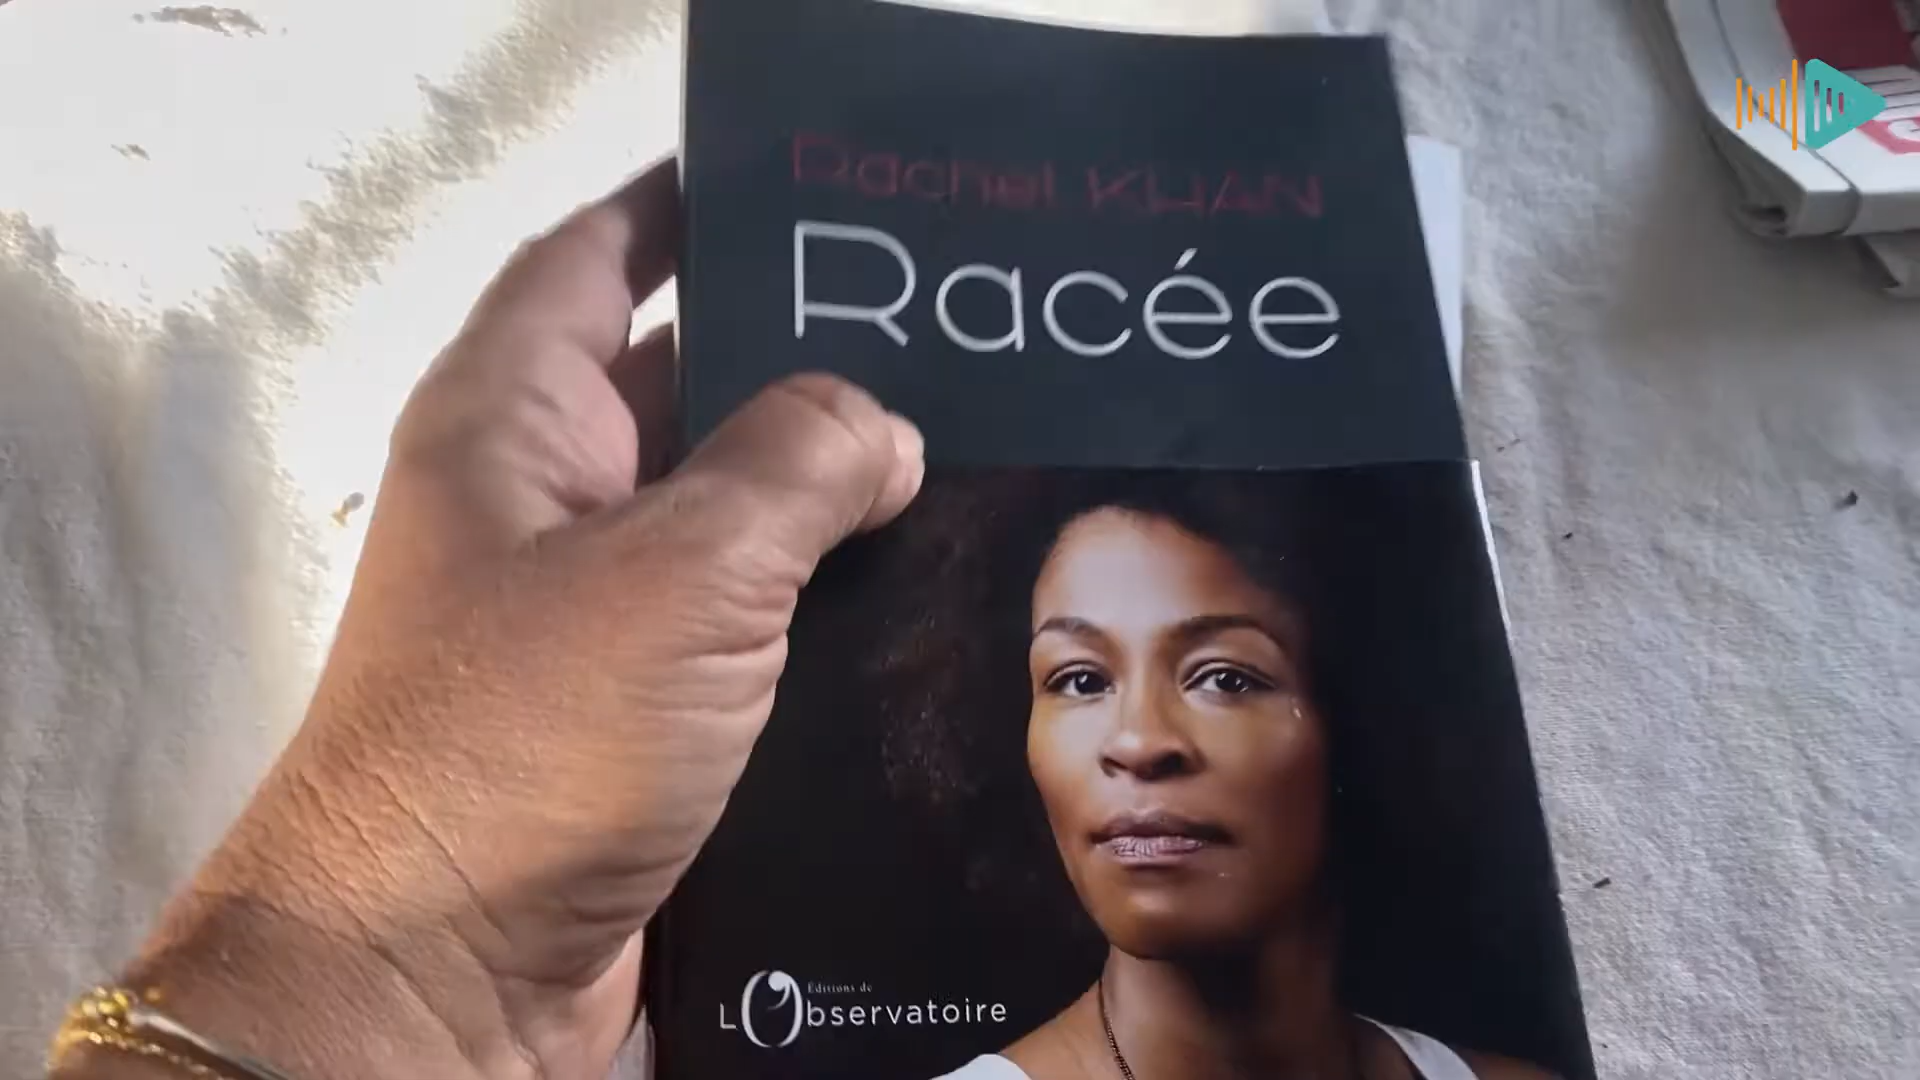 Rachel KHAN
Racée
Éditions de
L'Observatoire